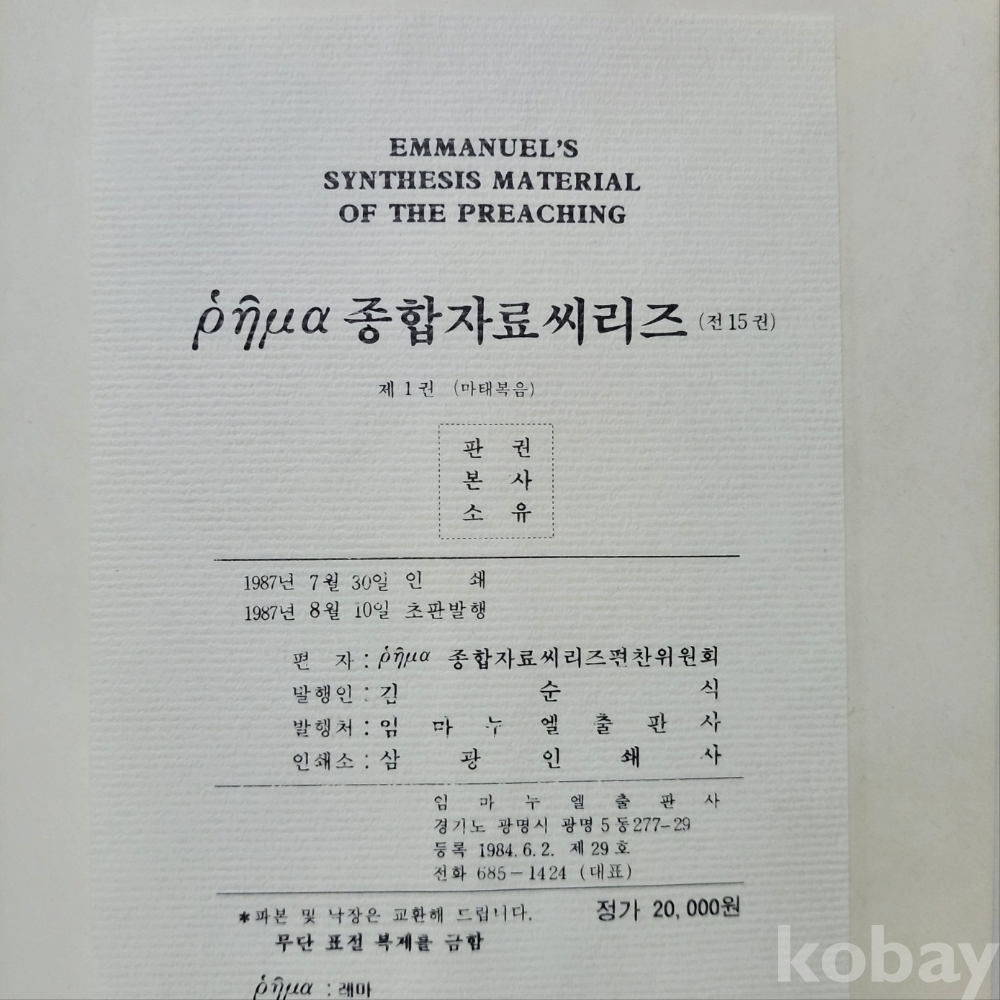 EMMANUEL'S
SYNTHESIS MATERIAL
OF THE PREACHING
ῥῆμα 종합자료씨리즈 (전 15 권)
제 1 권 (마태복음)
판 권
본 사
소 유
1987년 7월 30일 인 쇄
1987년 8월 10일 초판발행
편 자 : ῥῆμα 종합자료씨리즈편찬위원회
발행인 : 김 순 식
발행처 : 임 마 누 엘 출 판 사
인쇄소 : 삼 광 인 쇄 사
임 마 누 엘 출 판 사
경기도 광명시 광명 5 동 277-29
등록 1984. 6. 2. 제 29 호
전화 685-1424 (대표)
*파본 및 낙장은 교환해 드립니다. 정가 20,000원
무단 표전 복제를 금함
ῥῆμα : 레마
kobay